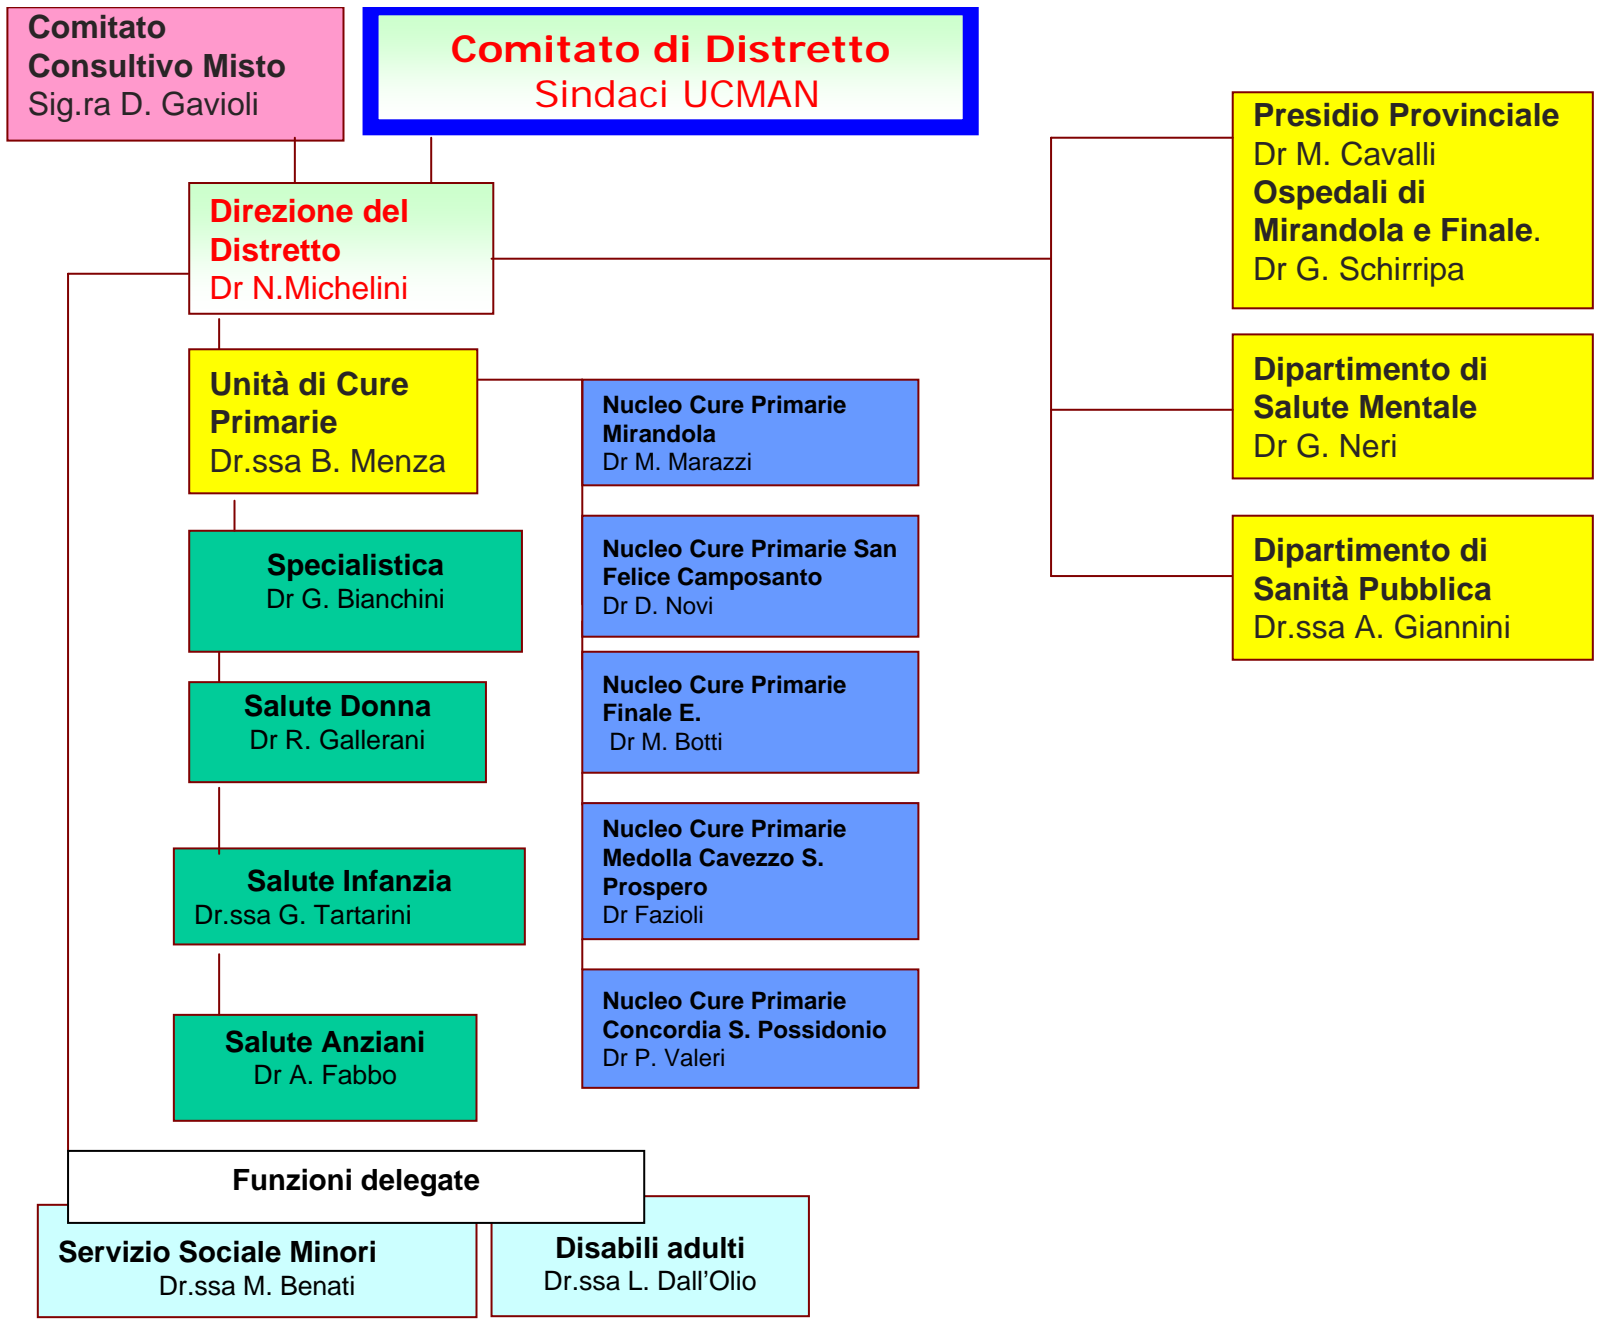 Comitato
Consultivo Misto
Sig.ra D. Gavioli
Comitato di Distretto
Sindaci UCMAN
Presidio Provinciale
Dr M. Cavalli
Ospedali di
Mirandola e Finale.
Dr G. Schirripa
Direzione del
Distretto
Dr N.Michelini
Unità di Cure
Primarie
Dr.ssa B. Menza
Nucleo Cure Primarie
Mirandola
Dr M. Marazzi
Dipartimento di
Salute Mentale
Dr G. Neri
Specialistica
Dr G. Bianchini
Nucleo Cure Primarie San
Felice Camposanto
Dr D. Novi
Dipartimento di
Sanità Pubblica
Dr.ssa A. Giannini
Salute Donna
Dr R. Gallerani
Nucleo Cure Primarie
Finale E.
Dr M. Botti
Salute Infanzia
Dr.ssa G. Tartarini
Nucleo Cure Primarie
Medolla Cavezzo S.
Prospero
Dr Fazioli
Salute Anziani
Dr A. Fabbo
Nucleo Cure Primarie
Concordia S. Possidonio
Dr P. Valeri
Funzioni delegate
Servizio Sociale Minori
Dr.ssa M. Benati
Disabili adulti
Dr.ssa L. Dall’Olio